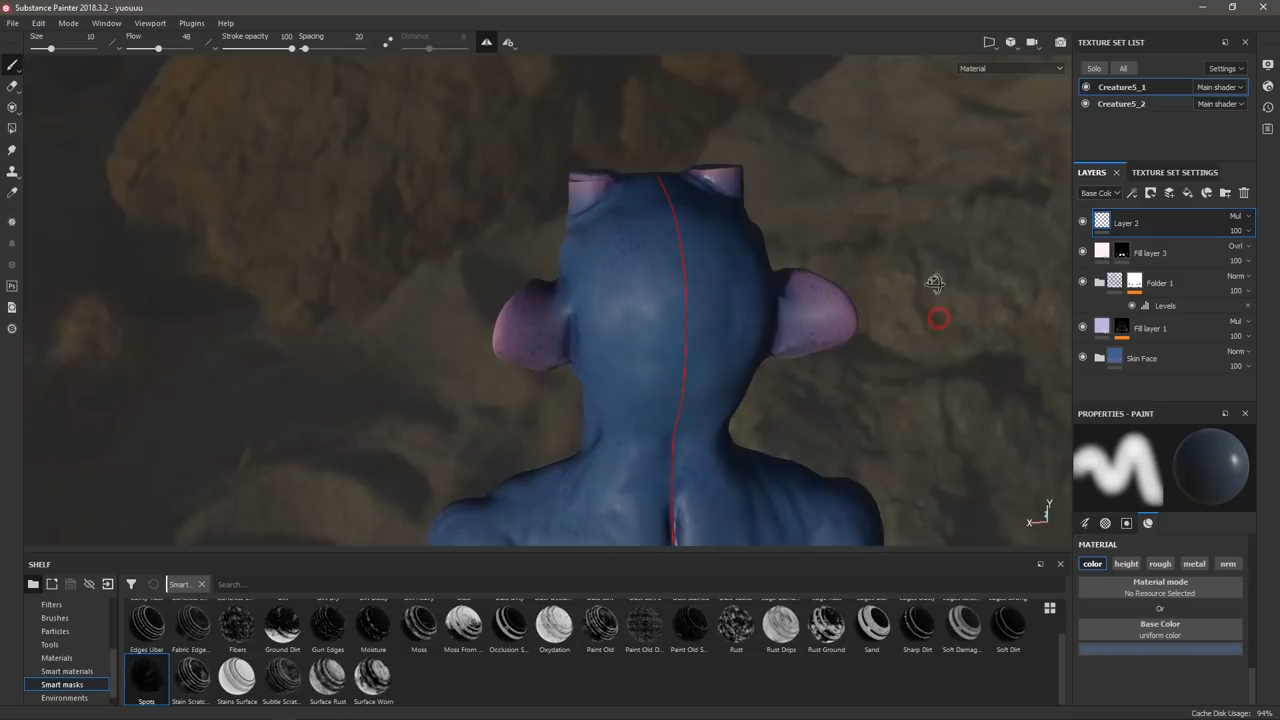 Substance Painter 2018.3.2 - yuouuu
File Edit Mode Window Viewport Plugins Help
Size 10 Flow 48 Stroke opacity 100 Spacing 20 Distance 8
Material
TEXTURE SET LIST
Solo All Settings
Creature5_1 Main shader
Creature5_2 Main shader
LAYERS TEXTURE SET SETTINGS
Base Colc
Layer 2 Mul 100
Fill layer 3 Ovrl 100
Folder 1 Norm 100
Levels
Fill layer 1 Mul 100
Skin Face Norm 100
PROPERTIES - PAINT
MATERIAL
color height rough metal nrm
Material mode
No Resource Selected
Or
Base Color
uniform color
X Y Z
SHELF
Smart... Search...
Filters
Brushes
Particles
Tools
Materials
Smart materials
Smart masks
Environments
Edges Uber Fabric Edge... Fibers Ground Dirt Gun Edges Moisture Moss Moss From ... Occlusion S... Oxydation Paint Old Paint Old D... Paint Old S... Rust Rust Drips Rust Ground Sand Sharp Dirt Soft Damag... Soft Dirt
Spots Stain Scratc... Stains Surface Subtle Scrat... Surface Rust Surface Worn
Cache Disk Usage: 94%